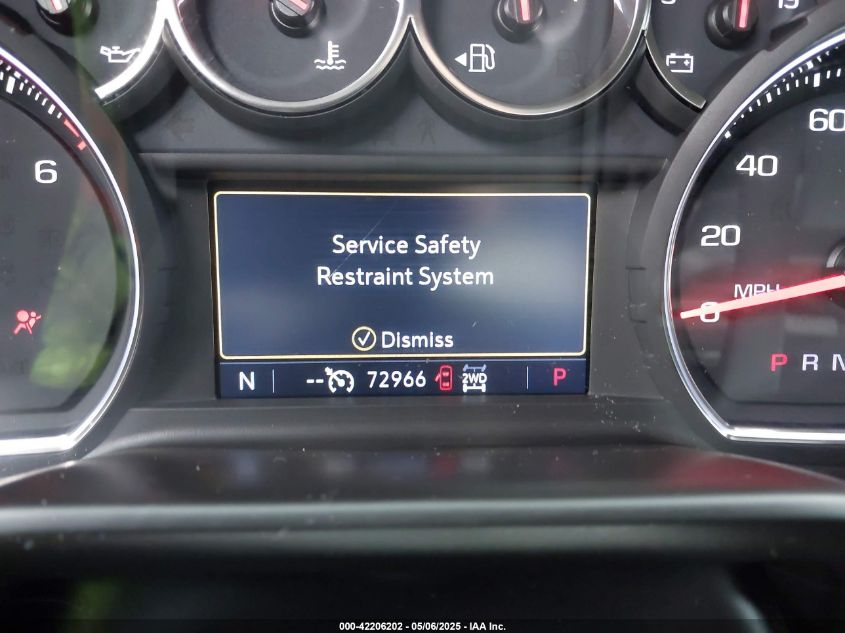 6
60
40
20
MPH
0
P R N
Service Safety
Restraint System
Dismiss
N
-- 72966 2WD P
000-42206202 - 05/06/2025 - IAA Inc.